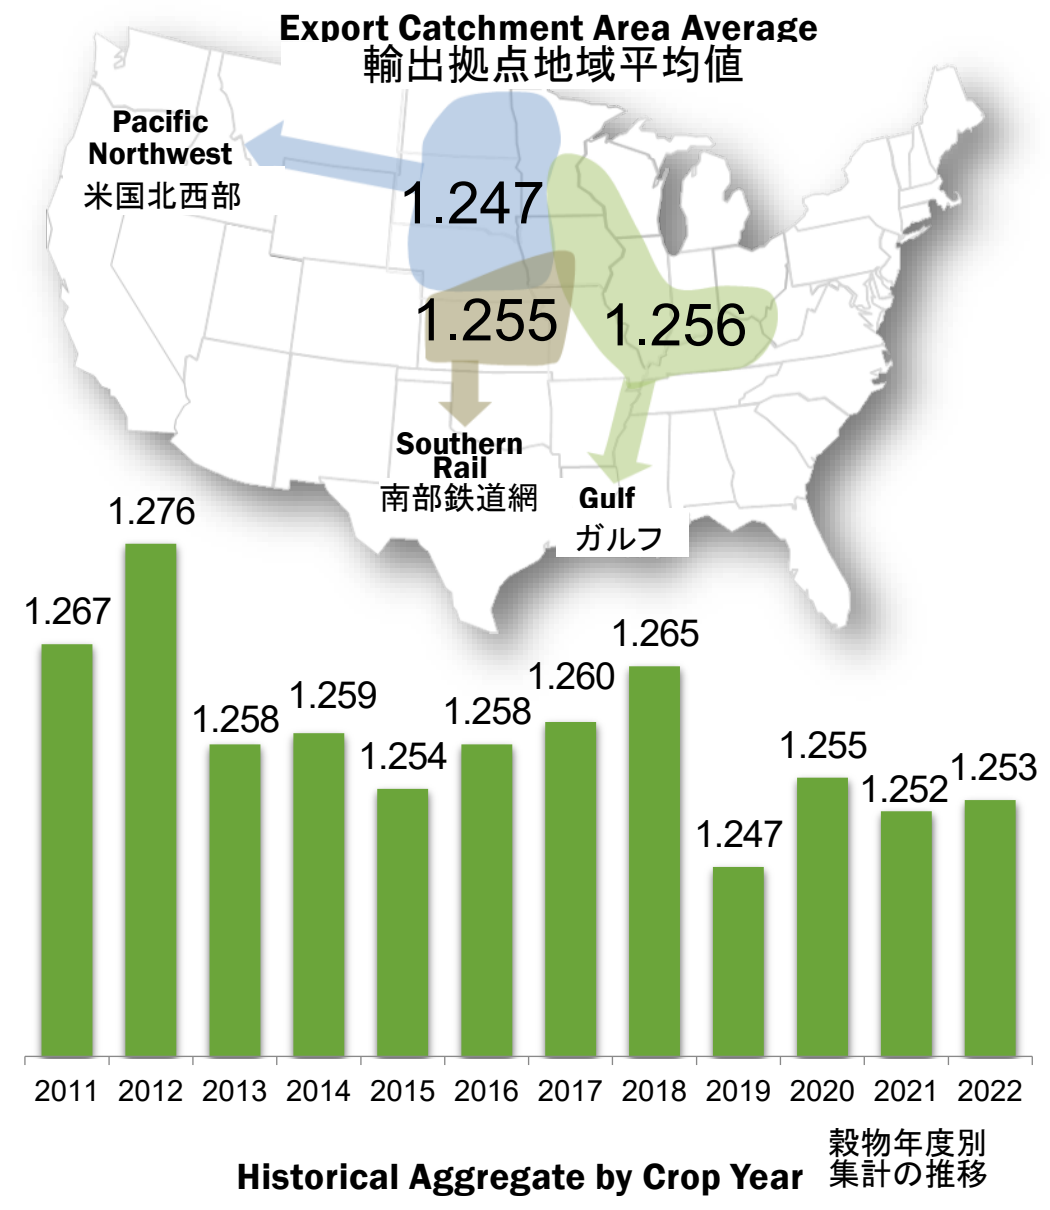 Export Catchment Area Average
輸出拠点地域平均値
Pacific
Northwest
米国北西部
1.247
1.255
1.256
Southern
Rail
南部鉄道網
Gulf
ガルフ
1.267
1.276
1.258
1.259
1.254
1.258
1.260
1.265
1.247
1.255
1.252
1.253
2011 2012 2013 2014 2015 2016 2017 2018 2019 2020 2021 2022
Historical Aggregate by Crop Year
穀物年度別
集計の推移